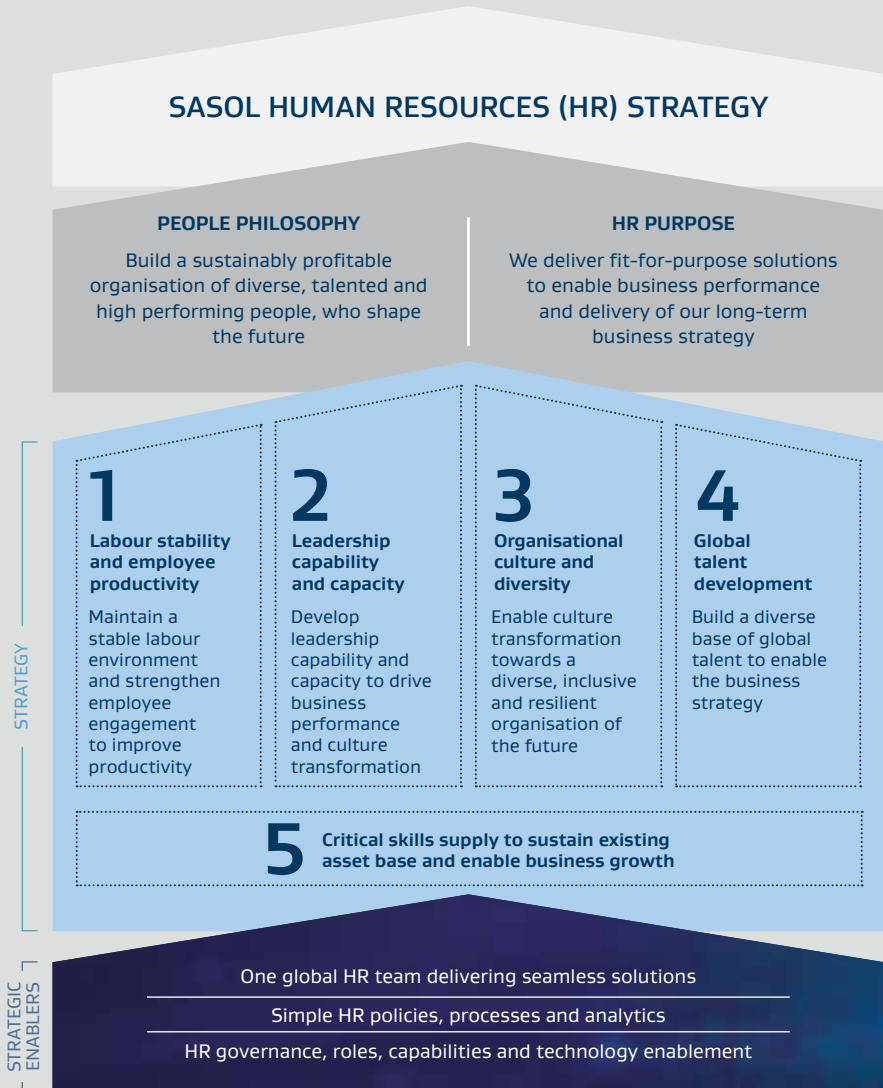 SASOL HUMAN RESOURCES (HR) STRATEGY
PEOPLE PHILOSOPHY
Build a sustainably profitable
organisation of diverse, talented and
high performing people, who shape
the future
HR PURPOSE
We deliver fit-for-purpose solutions
to enable business performance
and delivery of our long-term
business strategy
STRATEGY
1
Labour stability
and employee
productivity
Maintain a
stable labour
environment
and strengthen
employee
engagement
to improve
productivity
2
Leadership
capability
and capacity
Develop
leadership
capability and
capacity to drive
business
performance
and culture
transformation
3
Organisational
culture and
diversity
Enable culture
transformation
towards a
diverse, inclusive
and resilient
organisation of
the future
4
Global
talent
development
Build a diverse
base of global
talent to enable
the business
strategy
5
Critical skills supply to sustain existing
asset base and enable business growth
STRATEGIC
ENABLERS
One global HR team delivering seamless solutions
Simple HR policies, processes and analytics
HR governance, roles, capabilities and technology enablement